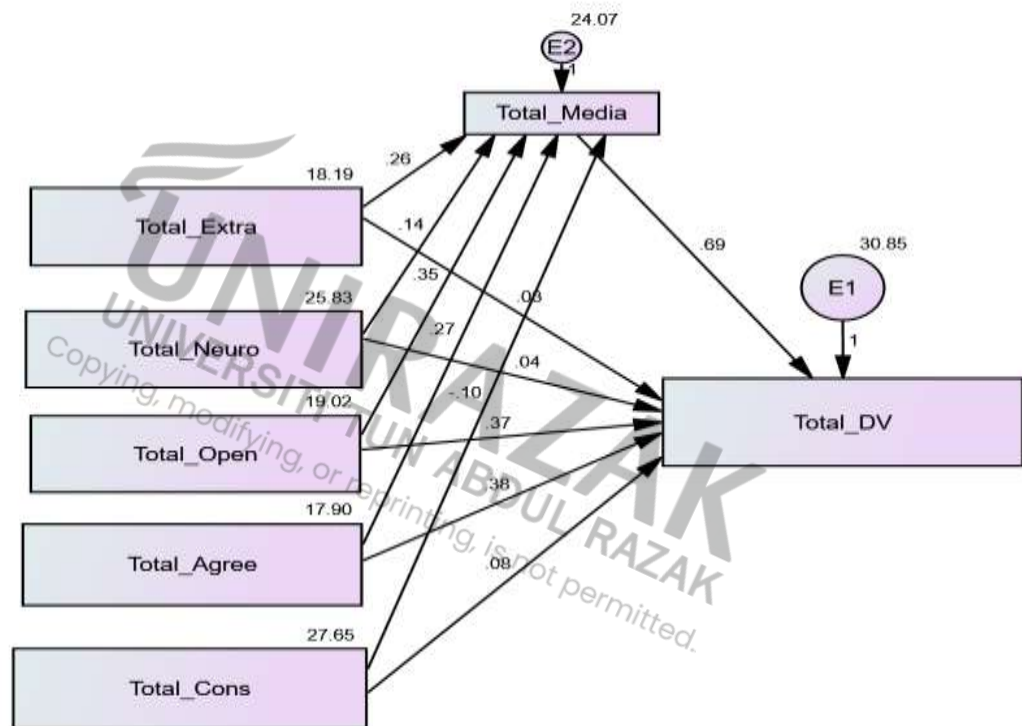 24.07
E2
1
Total_Media
.26
18.19
Total_Extra
.14
.69
30.85
E1
.35
.03
25.83
1
Total_Neuro
.27
.04
19.02
-.10
Total_Open
.37
Total_DV
17.90
.38
Total_Agree
.08
27.65
Total_Cons
UNIRAZAK
UNIVERSITI TUN ABDUL RAZAK
Copying, modifying, or reprinting, is not permitted.